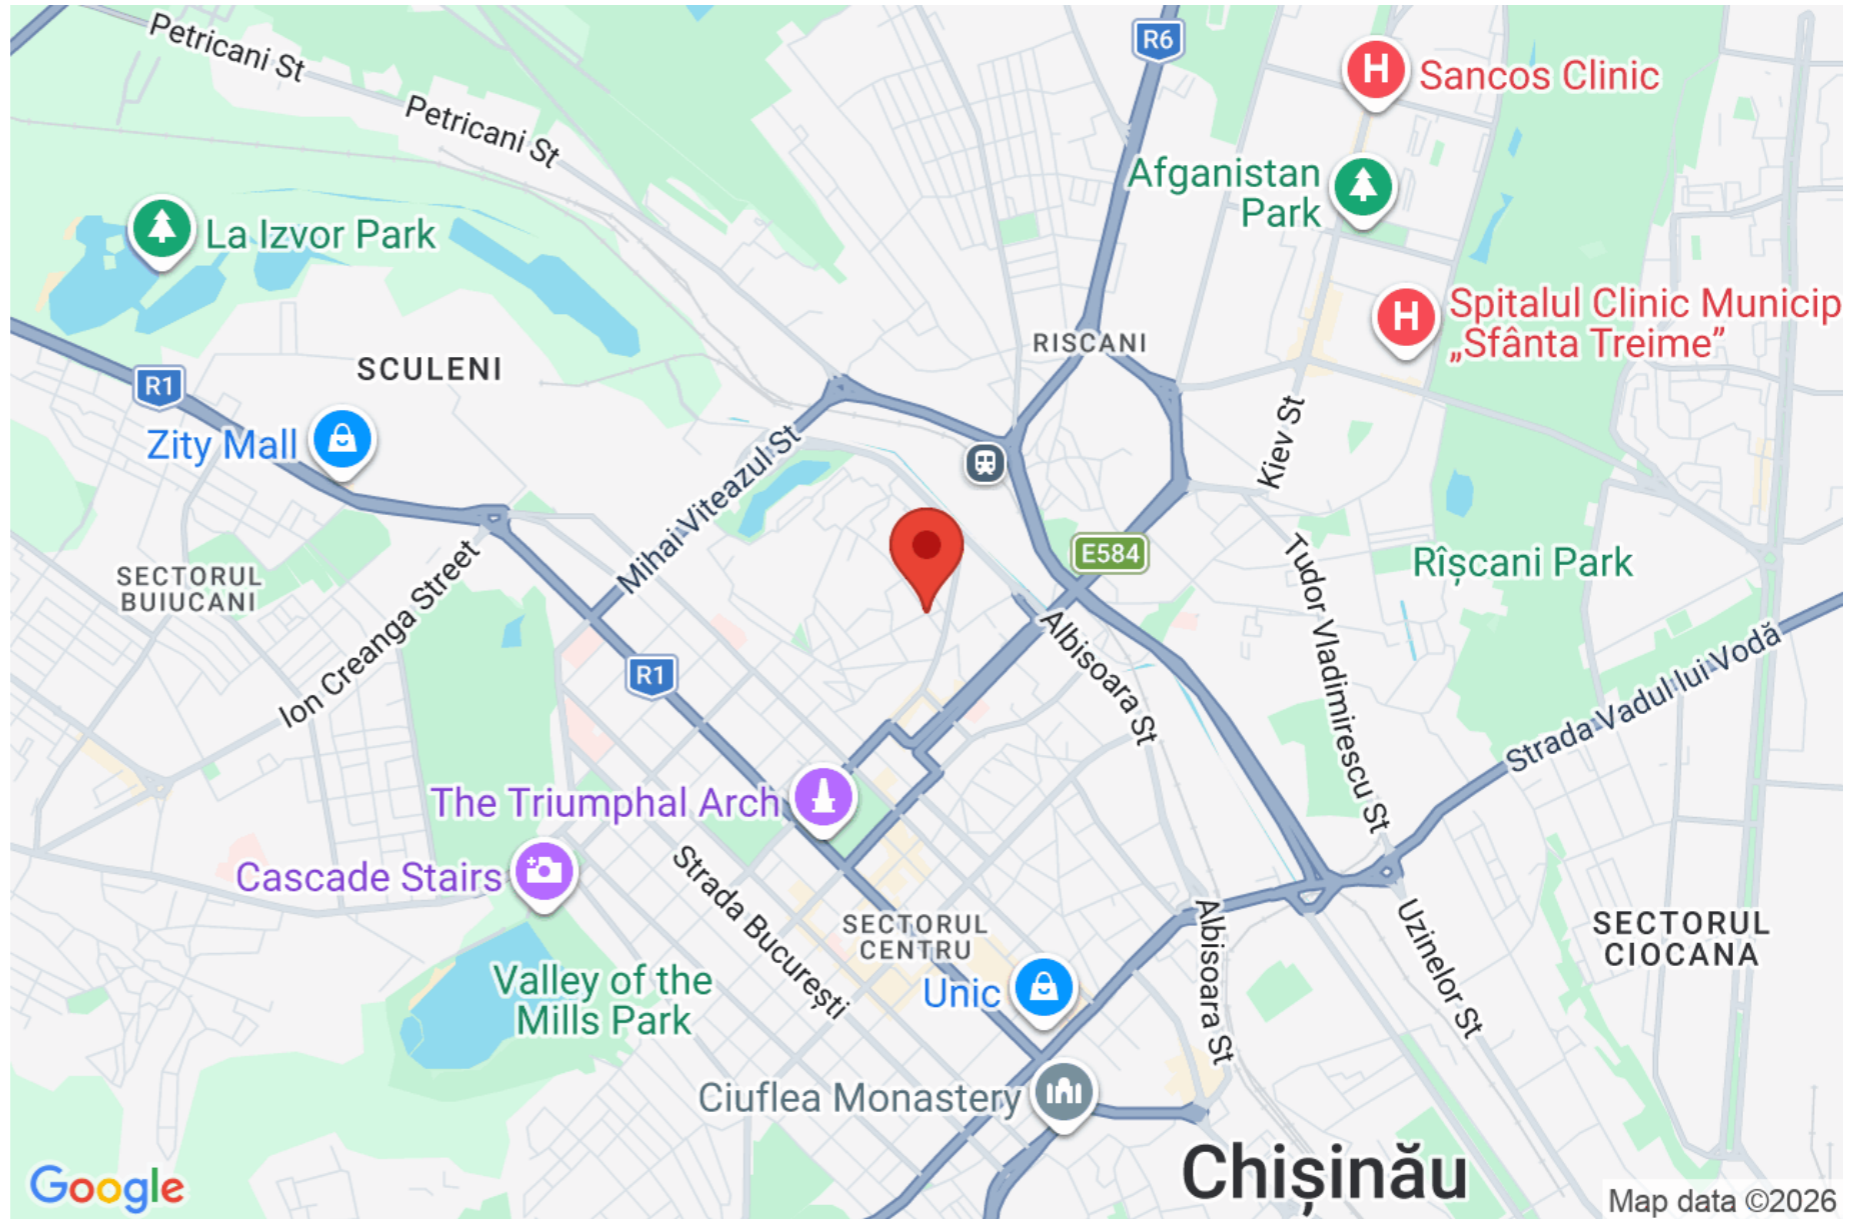 Petricani St
Petricani St
R6
Sancos Clinic
Afganistan
Park
La Izvor Park
Spitalul Clinic Municip
„Sfânta Treime”
RISCANI
SCULENI
R1
Zity Mall
Kiev St
Mihai Viteazul St
E584
Rîșcani Park
SECTORUL
BUIUCANI
Ion Creanga Street
Tudor Vladimirescu St
Albisoara St
R1
Strada Vadul lui Vodă
The Triumphal Arch
Cascade Stairs
Strada București
SECTORUL
CENTRU
Albisoara St
Uzinelor St
SECTORUL
CIOCANA
Valley of the
Mills Park
Unic
Ciuflea Monastery
Chișinău
Google
Map data ©2026